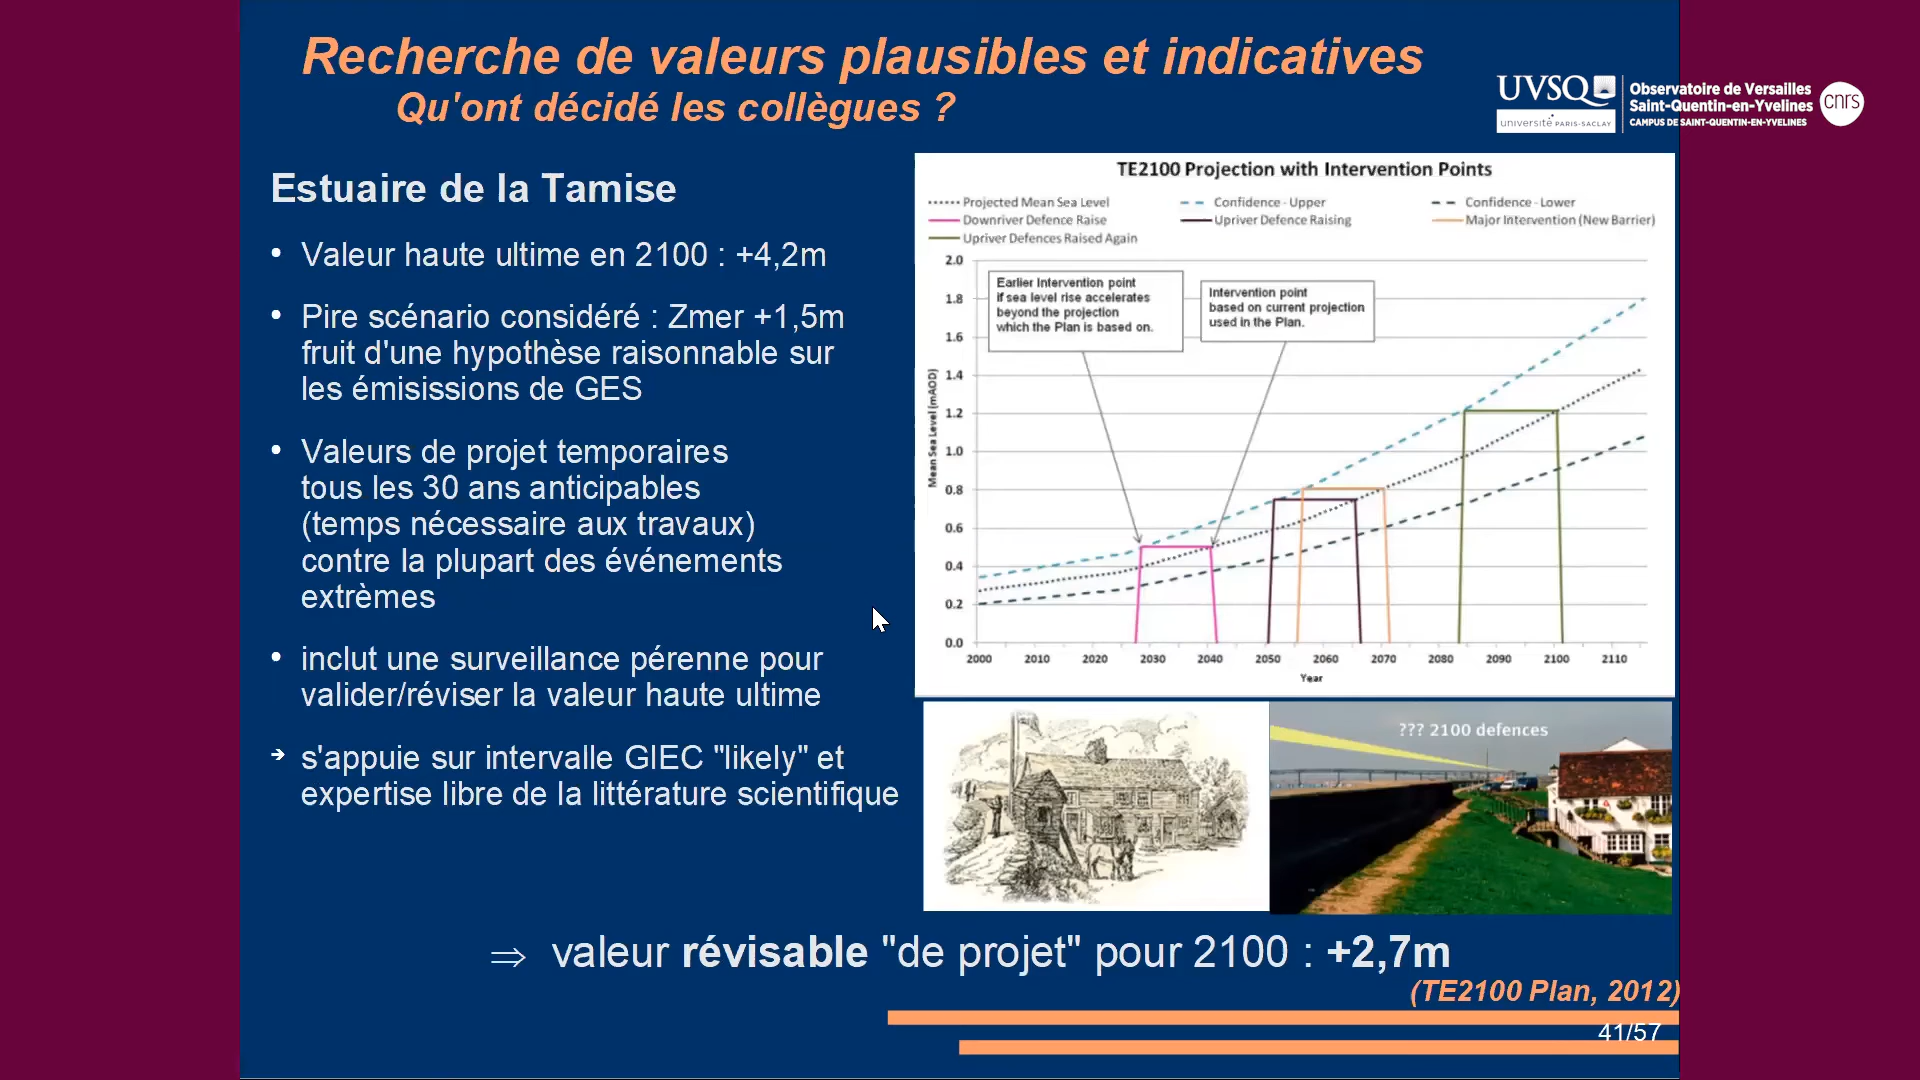 Recherche de valeurs plausibles et indicatives
Qu'ont décidé les collègues ?
UVSQ
université PARIS-SACLAY
Observatoire de Versailles
Saint-Quentin-en-Yvelines
CAMPUS DE SAINT-QUENTIN-EN-YVELINES
cnrs
Estuaire de la Tamise
• Valeur haute ultime en 2100 : +4,2m
• Pire scénario considéré : Zmer +1,5m
fruit d'une hypothèse raisonnable sur
les émisissions de GES
• Valeurs de projet temporaires
tous les 30 ans anticipables
(temps nécessaire aux travaux)
contre la plupart des événements
extrèmes
• inclut une surveillance pérenne pour
valider/réviser la valeur haute ultime
➔ s'appuie sur intervalle GIEC "likely" et
expertise libre de la littérature scientifique
TE2100 Projection with Intervention Points
Projected Mean Sea Level Confidence - Upper Confidence - Lower
Downriver Defence Raise Upriver Defence Raising Major Intervention (New Barrier)
Upriver Defences Raised Again
Mean Sea Level (mAOD)
2.0
1.8
1.6
1.4
1.2
1.0
0.8
0.6
0.4
0.2
0.0
Earlier Intervention point
if sea level rise accelerates
beyond the projection
which the Plan is based on.
Intervention point
based on current projection
used in the Plan.
2000 2010 2020 2030 2040 2050 2060 2070 2080 2090 2100 2110
Year
??? 2100 defences
⇒ valeur révisable "de projet" pour 2100 : +2,7m
(TE2100 Plan, 2012)
41/57